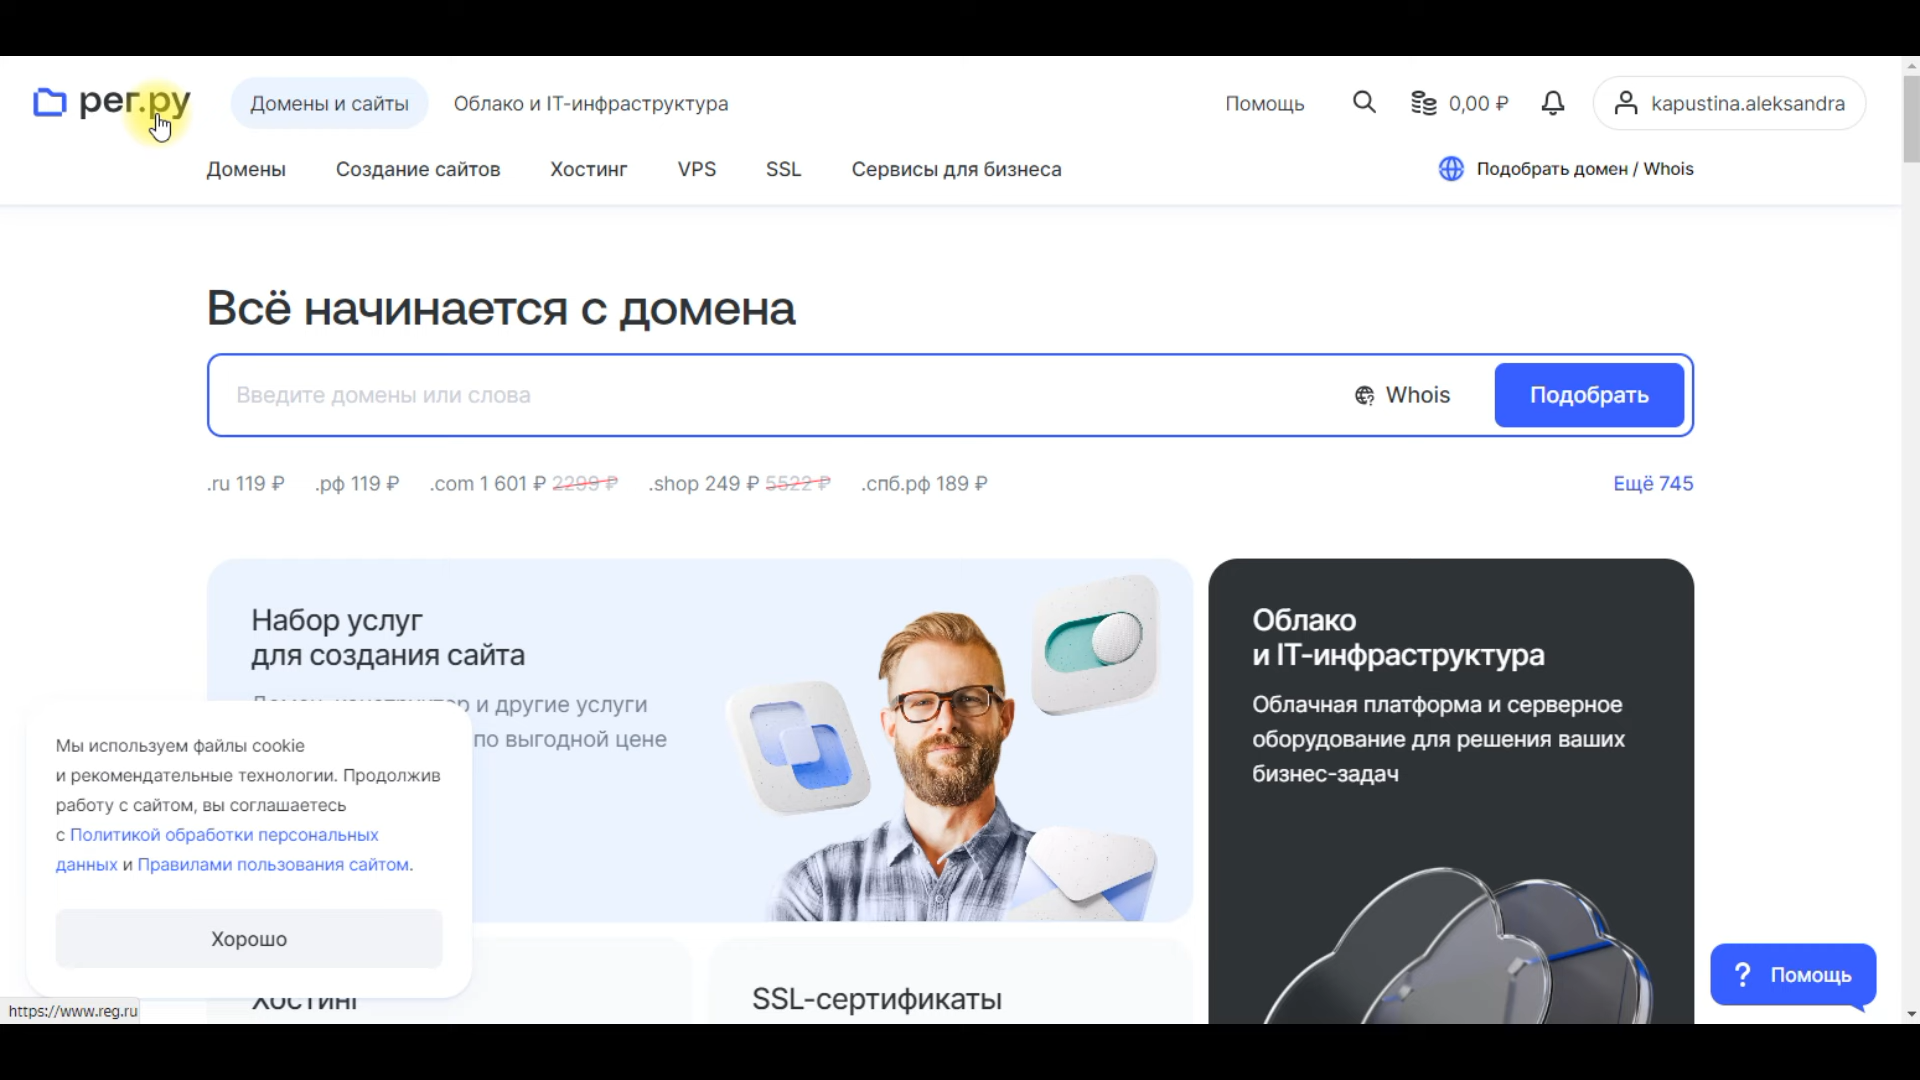 рег.ру
Домены и сайты
Облако и IT-инфраструктура
Помощь
0,00 ₽
kapustina.aleksandra
Домены
Создание сайтов
Хостинг
VPS
SSL
Сервисы для бизнеса
Подобрать домен / Whois
Всё начинается с домена
Введите домены или слова
Whois
Подобрать
.ru 119 ₽
.рф 119 ₽
.com 1 601 ₽ 2299 ₽
.shop 249 ₽ 5522 ₽
.спб.рф 189 ₽
Ещё 745
Набор услуг
для создания сайта
и другие услуги
по выгодной цене
Облако
и IT-инфраструктура
Облачная платформа и серверное
оборудование для решения ваших
бизнес-задач
Мы используем файлы cookie
и рекомендательные технологии. Продолжив
работу с сайтом, вы соглашаетесь
с Политикой обработки персональных
данных и Правилами пользования сайтом.
Хорошо
Хостинг
SSL-сертификаты
? Помощь
https://www.reg.ru